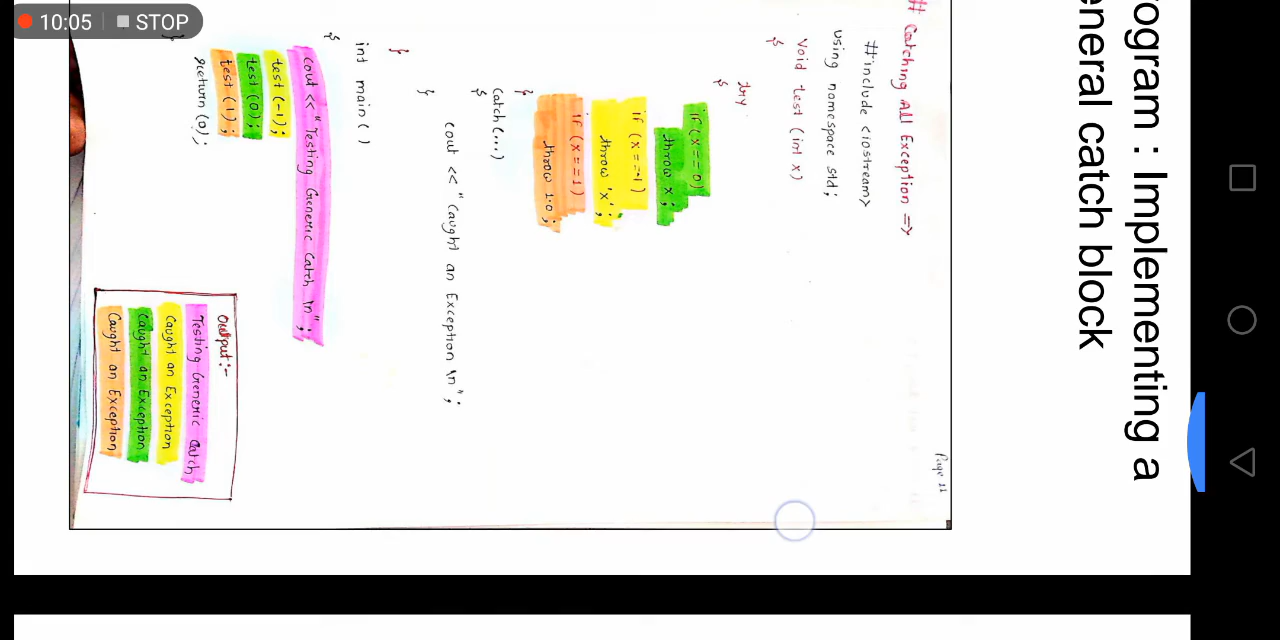 10:05 STOP
rogram : Implementing a
eneral catch block
Page 11
# Catching All Exception =>
#include <iostream>
using namespace std;
Void test (int x)
{
try
{
if (x==0)
throw x;
if (x==-1)
throw 'x';
if (x==1)
throw 1.0;
}
Catch(...)
{
cout << "Caught an Exception \n";
}
}
int main ( )
{
cout << "Testing Generic Catch \n";
test (-1);
test (0);
test (1);
return (0);
}
Output:-
Testing Generic Catch
Caught an Exception
Caught an Exception
Caught an Exception